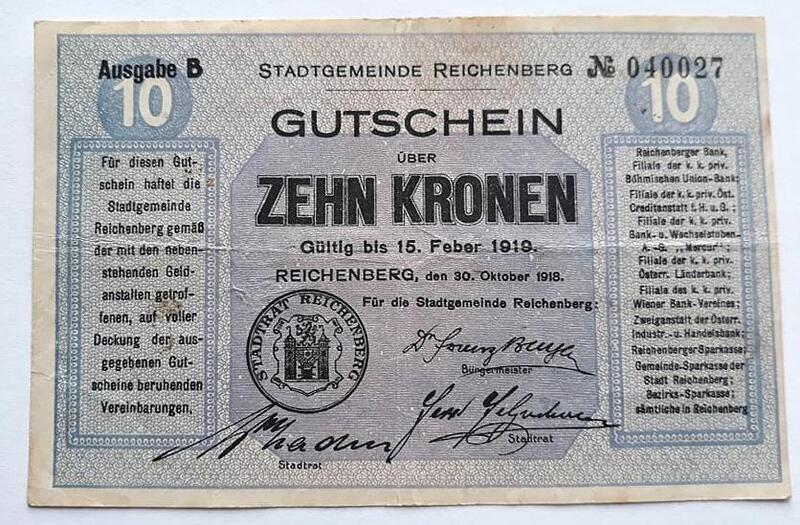 Ausgabe B
STADTGEMEINDE REICHENBERG
№ 040027
10
10
GUTSCHEIN
ÜBER
ZEHN KRONEN
Gültig bis 15. Feber 1919.
REICHENBERG, den 30. Oktober 1918.
Für die Stadtgemeinde Reichenberg:
Bürgermeister
Stadtrat
Stadtrat
STADTRAT REICHENBERG
Für diesen Gut-
schein haftet die
Stadtgemeinde
Reichenberg gemäß
der mit den neben-
stehenden Geld-
anstalten getrof-
fenen, auf voller
Deckung der aus-
gegebenen Gut-
scheine beruhenden
Vereinbarungen.
Reichenberger Bank,
Filiale der k. k. priv.
Böhmischen Union-Bank;
Filiale der k. k. priv. Öst.
Creditanstalt f. H. u. G.;
Filiale der k. k. priv.
Bank- u. Wechselstuben-
A.-G. „Mercur";
Filiale der k. k. priv.
Österr. Länderbank;
Filiale des k. k. priv.
Wiener Bank-Vereines;
Zweiganstalt der Österr.
Industr.- u. Handelsbank;
Reichenberger Sparkasse;
Gemeinde-Sparkasse der
Stadt Reichenberg;
Bezirks-Sparkasse;
sämtliche in Reichenberg